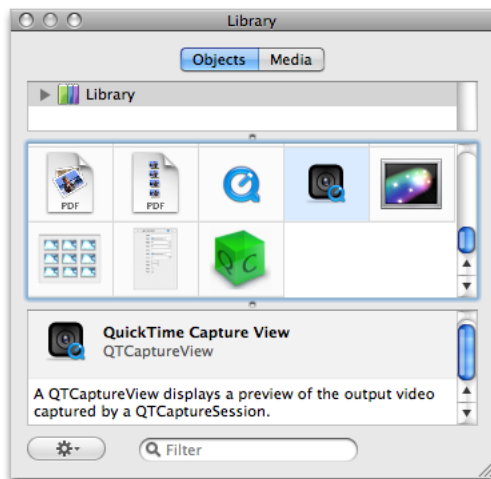 Library
Objects Media
Library
PDF PDF
QC
QuickTime Capture View
QTCaptureView
A QTCaptureView displays a preview of the output video
captured by a QTCaptureSession.
Filter